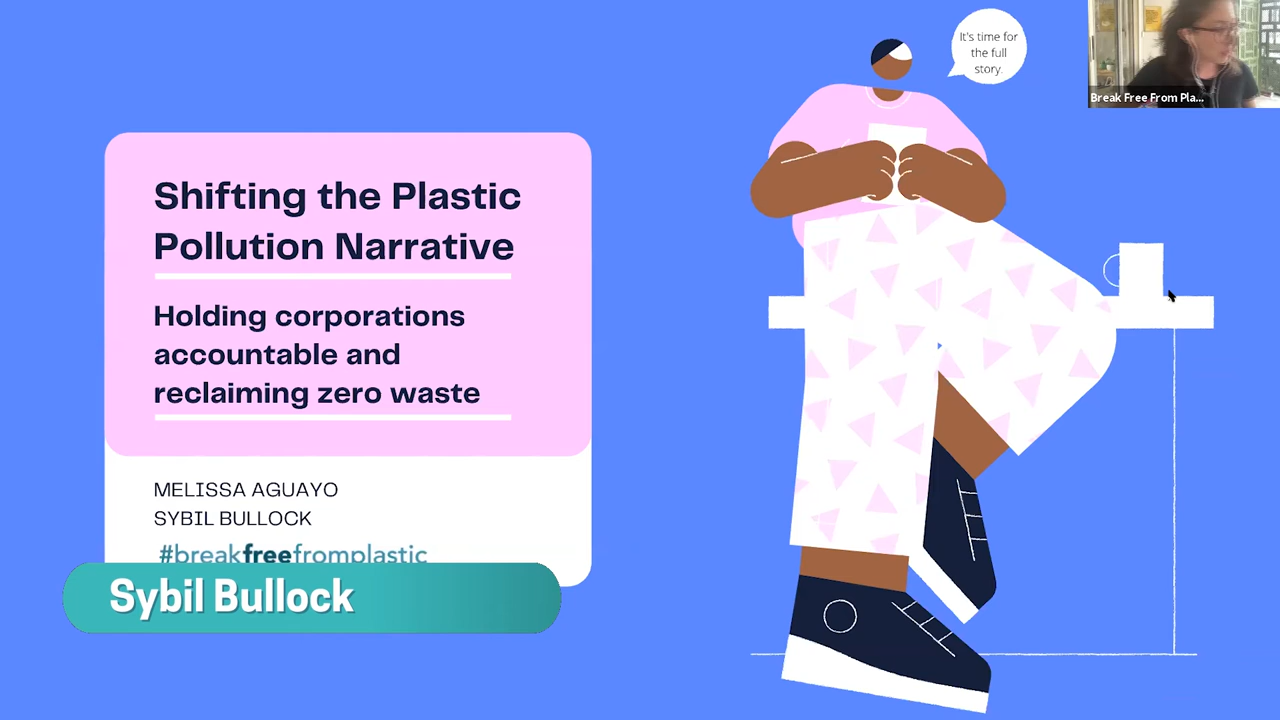 It's time for
the full
story.
Break Free From Pla...
Shifting the Plastic
Pollution Narrative
Holding corporations
accountable and
reclaiming zero waste
MELISSA AGUAYO
SYBIL BULLOCK
#breakfreefromplastic
Sybil Bullock